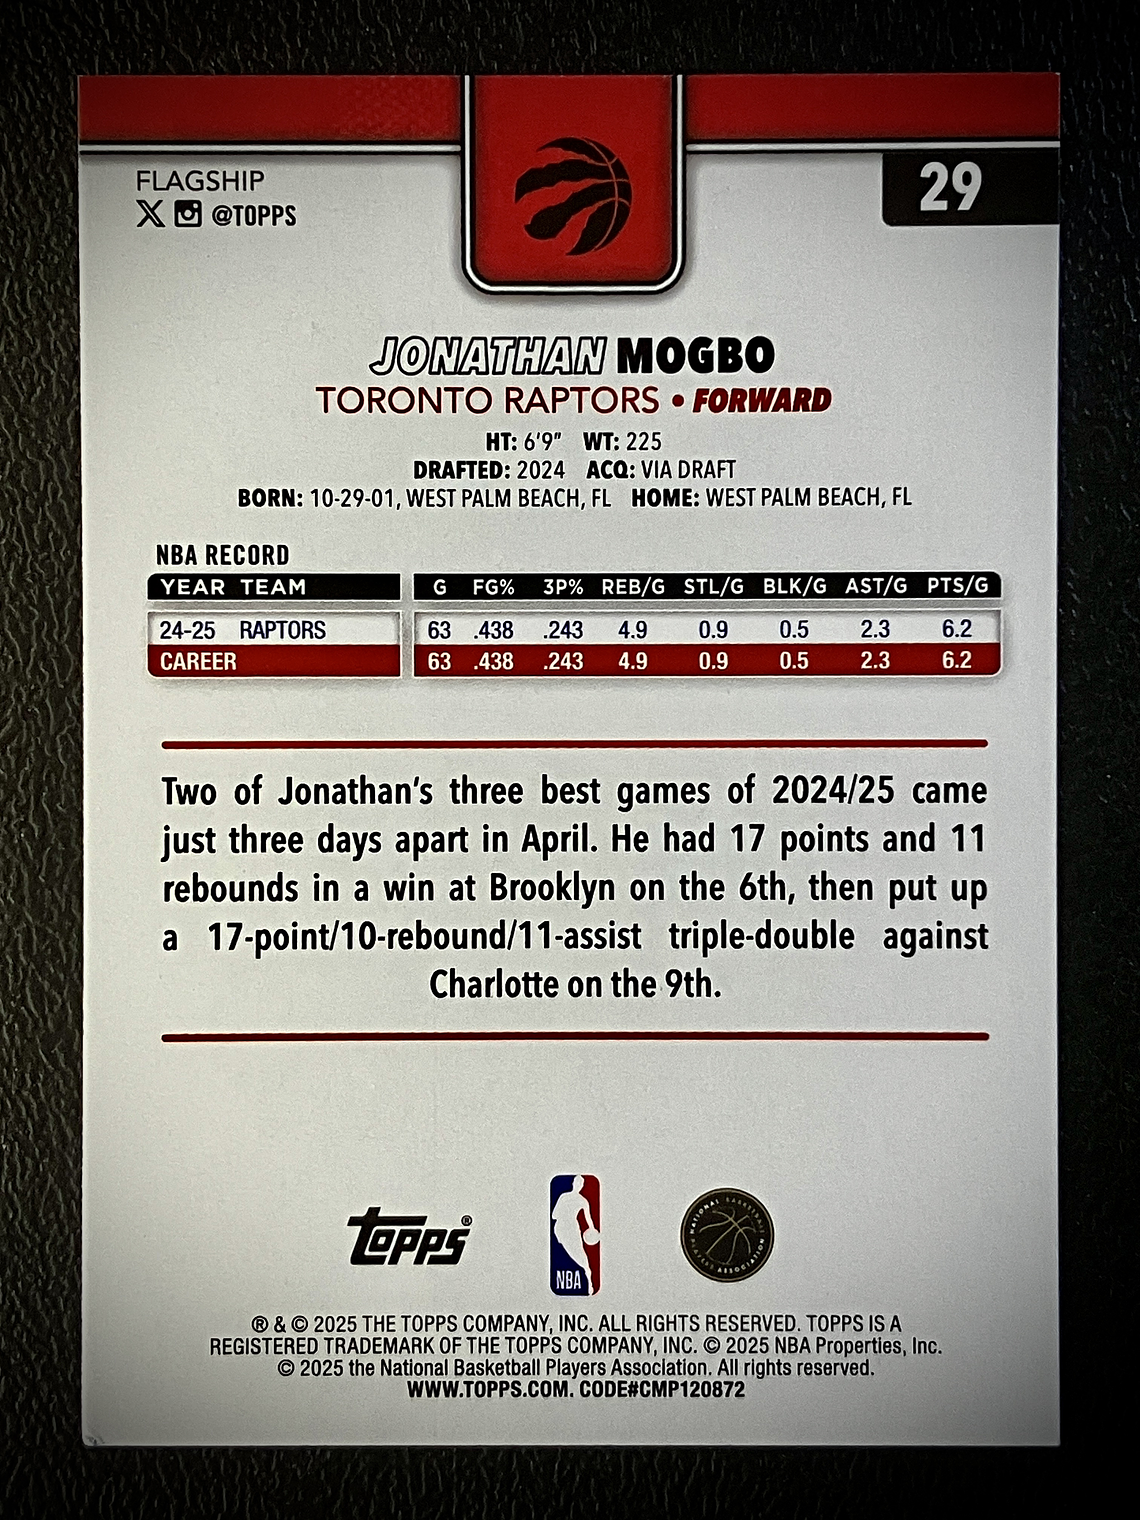 FLAGSHIP
@TOPPS
29
JONATHAN MOGBO
TORONTO RAPTORS • FORWARD
HT: 6'9" WT: 225
DRAFTED: 2024 ACQ: VIA DRAFT
BORN: 10-29-01, WEST PALM BEACH, FL HOME: WEST PALM BEACH, FL
NBA RECORD
YEAR TEAM G FG% 3P% REB/G STL/G BLK/G AST/G PTS/G
24-25 RAPTORS 63 .438 .243 4.9 0.9 0.5 2.3 6.2
CAREER 63 .438 .243 4.9 0.9 0.5 2.3 6.2
Two of Jonathan's three best games of 2024/25 came
just three days apart in April. He had 17 points and 11
rebounds in a win at Brooklyn on the 6th, then put up
a 17-point/10-rebound/11-assist triple-double against
Charlotte on the 9th.
Topps®
NBA
NATIONAL BASKETBALL PLAYERS ASSOCIATION
® & © 2025 THE TOPPS COMPANY, INC. ALL RIGHTS RESERVED. TOPPS IS A
REGISTERED TRADEMARK OF THE TOPPS COMPANY, INC. © 2025 NBA Properties, Inc.
© 2025 the National Basketball Players Association. All rights reserved.
WWW.TOPPS.COM. CODE#CMP120872